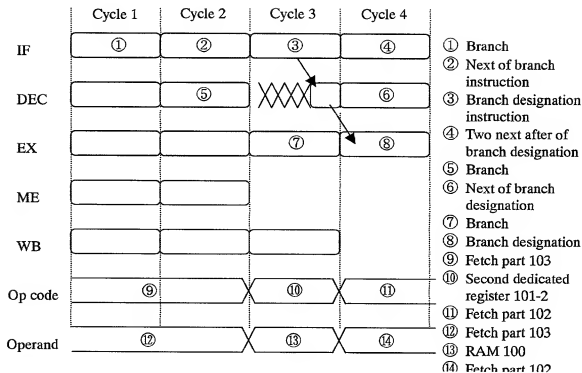 Cycle 1 Cycle 2 Cycle 3 Cycle 4
IF ① ② ③ ④
DEC ⑤ ⑥
EX ⑦ ⑧
ME
WB
Op code ⑨ ⑩ ⑪
Operand ⑫ ⑬ ⑭
① Branch
② Next of branch
instruction
③ Branch designation
instruction
④ Two next after of
branch designation
⑤ Branch
⑥ Next of branch
designation
⑦ Branch
⑧ Branch designation
⑨ Fetch part 103
⑩ Second dedicated
register 101-2
⑪ Fetch part 102
⑫ Fetch part 103
⑬ RAM 100
⑭ Fetch part 102